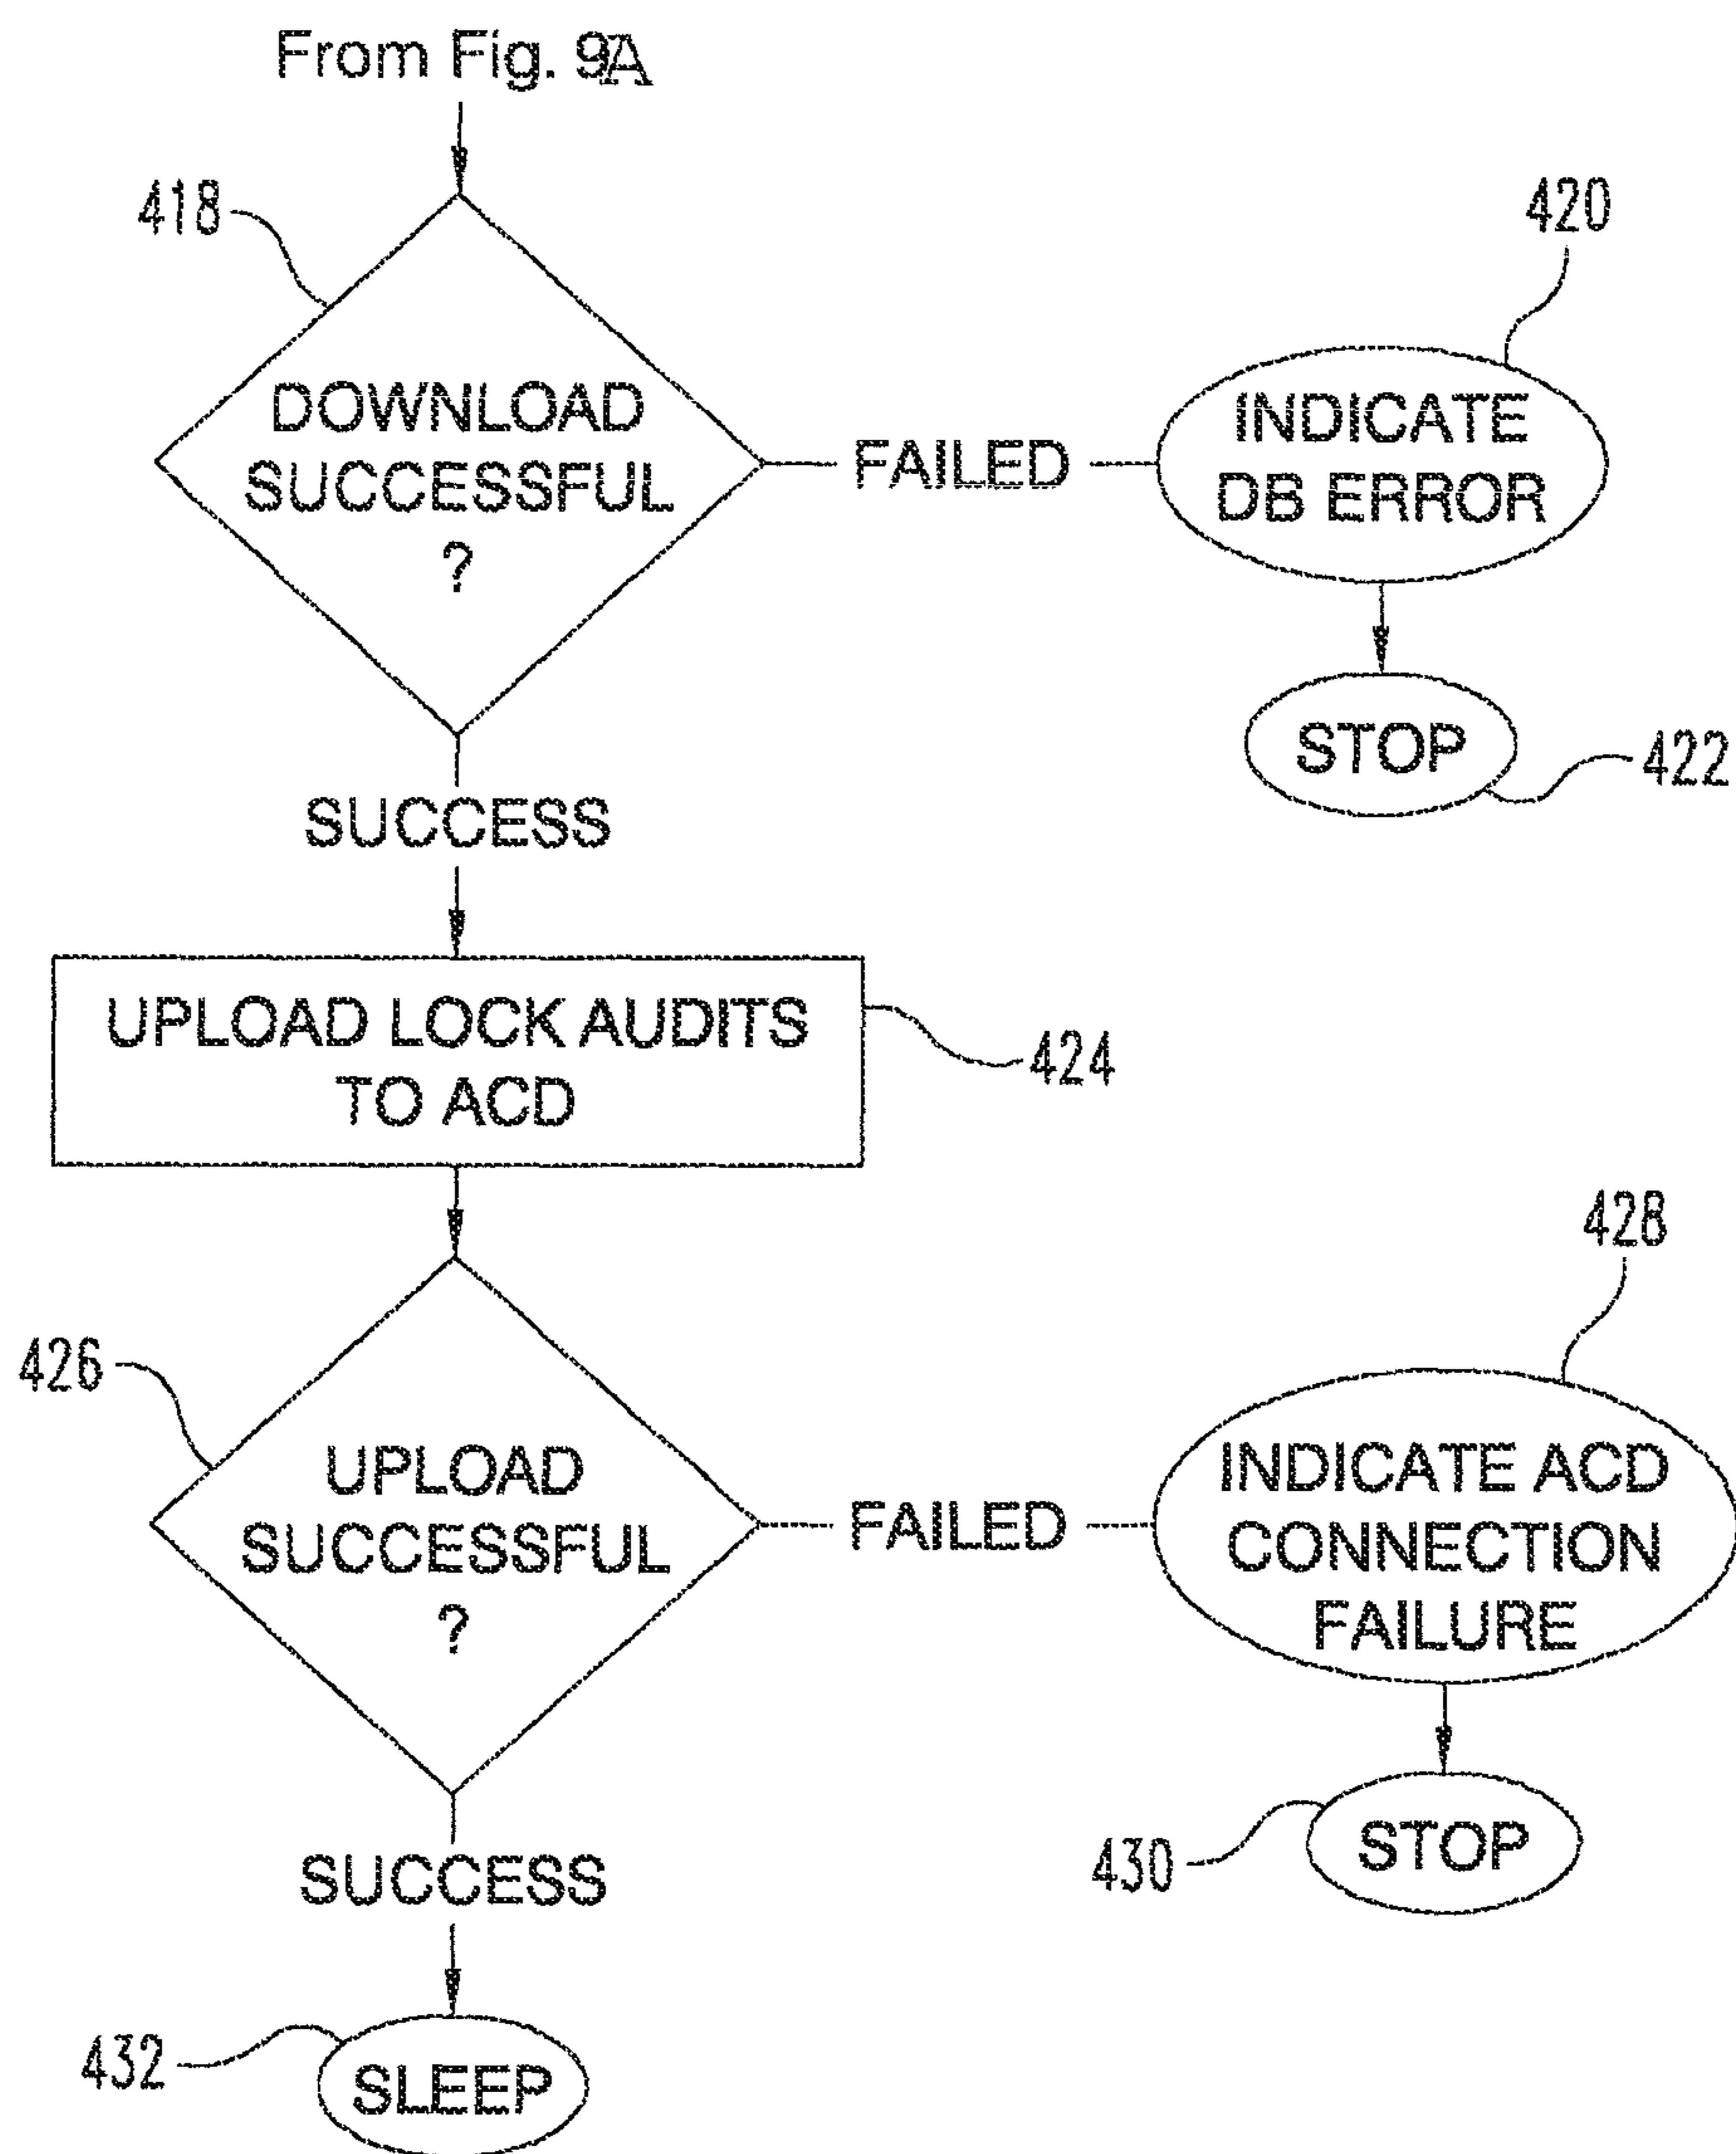 From Fig. 9A
418
DOWNLOAD
SUCCESSFUL
?
FAILED
420
INDICATE
DB ERROR
STOP
422
SUCCESS
UPLOAD LOCK AUDITS
TO ACD
424
426
UPLOAD
SUCCESSFUL
?
FAILED
428
INDICATE ACD
CONNECTION
FAILURE
430
STOP
SUCCESS
432
SLEEP